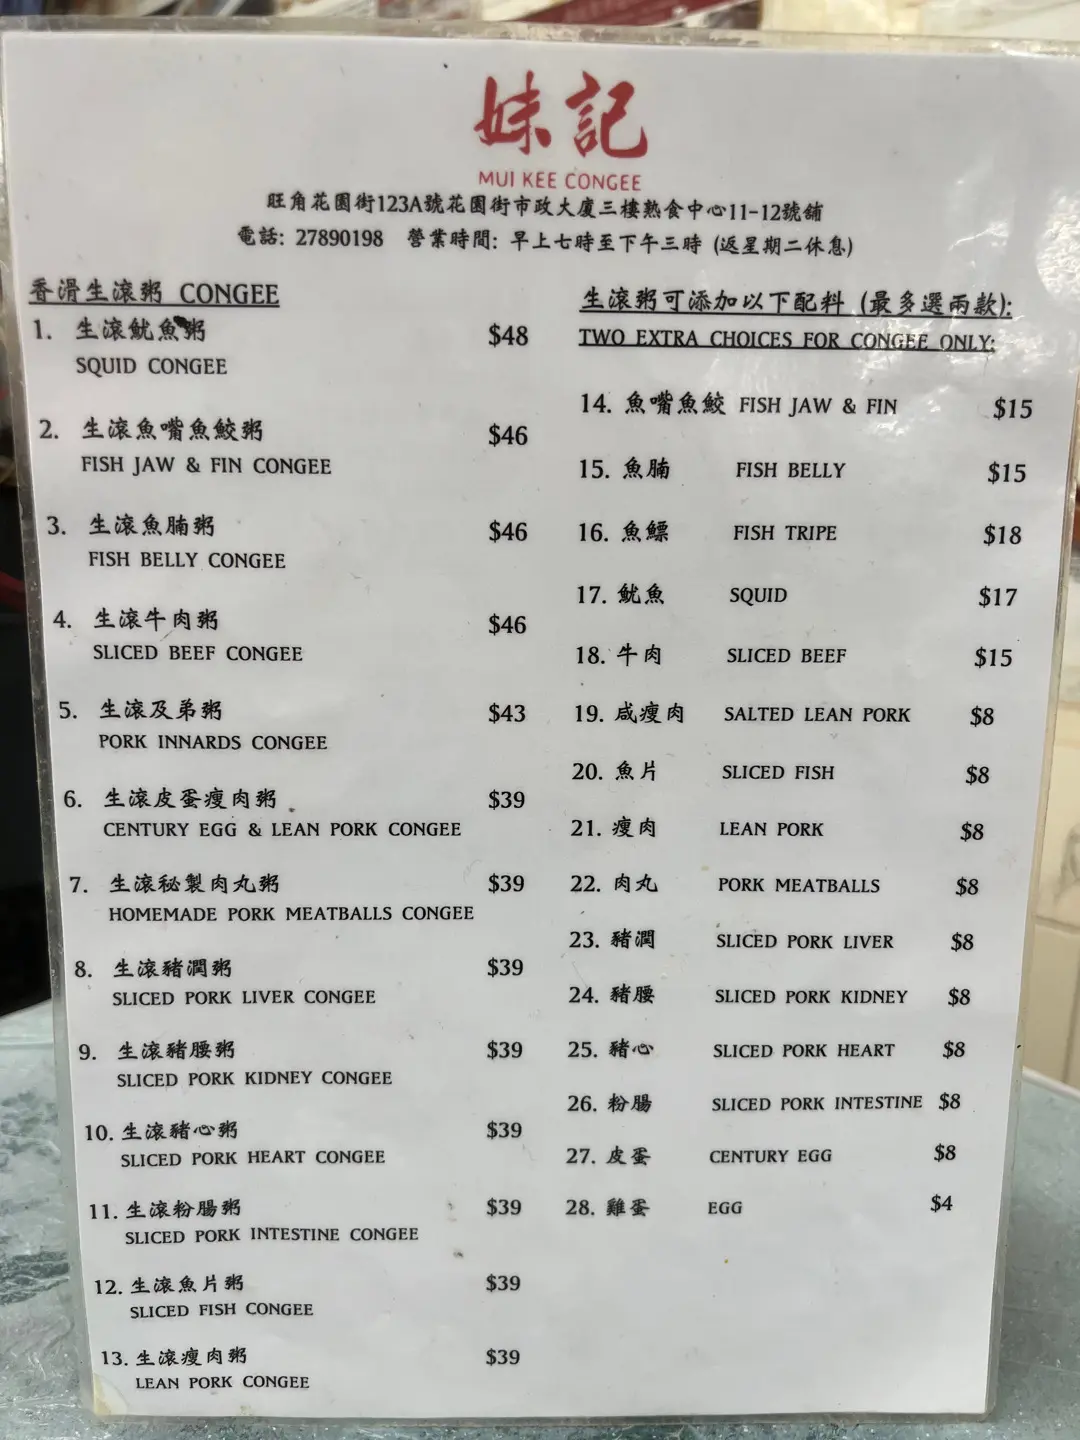 妹記
MUI KEE CONGEE
旺角花園街123A號花園街市政大廈三樓熟食中心11-12號舖
電話: 27890198 營業時間: 早上七時至下午三時 (逢星期二休息)
香滑生滾粥 CONGEE
1. 生滾魷魚粥 $48
SQUID CONGEE
2. 生滾魚嘴魚鮫粥 $46
FISH JAW & FIN CONGEE
3. 生滾魚腩粥 $46
FISH BELLY CONGEE
4. 生滾牛肉粥 $46
SLICED BEEF CONGEE
5. 生滾及弟粥 $43
PORK INNARDS CONGEE
6. 生滾皮蛋瘦肉粥 $39
CENTURY EGG & LEAN PORK CONGEE
7. 生滾秘製肉丸粥 $39
HOMEMADE PORK MEATBALLS CONGEE
8. 生滾豬潤粥 $39
SLICED PORK LIVER CONGEE
9. 生滾豬腰粥 $39
SLICED PORK KIDNEY CONGEE
10. 生滾豬心粥 $39
SLICED PORK HEART CONGEE
11. 生滾粉腸粥 $39
SLICED PORK INTESTINE CONGEE
12. 生滾魚片粥 $39
SLICED FISH CONGEE
13. 生滾瘦肉粥 $39
LEAN PORK CONGEE
生滾粥可添加以下配料 (最多選兩款):
TWO EXTRA CHOICES FOR CONGEE ONLY:
14. 魚嘴魚鮫 FISH JAW & FIN $15
15. 魚腩 FISH BELLY $15
16. 魚鰾 FISH TRIPE $18
17. 魷魚 SQUID $17
18. 牛肉 SLICED BEEF $15
19. 咸瘦肉 SALTED LEAN PORK $8
20. 魚片 SLICED FISH $8
21. 瘦肉 LEAN PORK $8
22. 肉丸 PORK MEATBALLS $8
23. 豬潤 SLICED PORK LIVER $8
24. 豬腰 SLICED PORK KIDNEY $8
25. 豬心 SLICED PORK HEART $8
26. 粉腸 SLICED PORK INTESTINE $8
27. 皮蛋 CENTURY EGG $8
28. 雞蛋 EGG $4